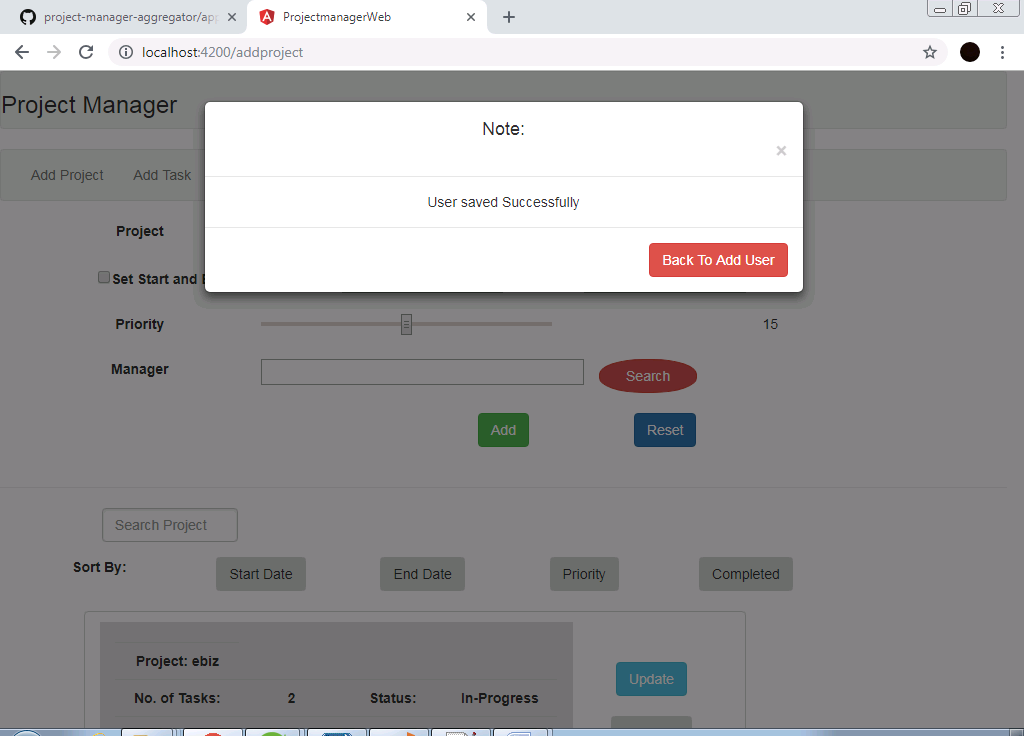 project-manager-aggregator/app
ProjectmanagerWeb
localhost:4200/addproject
Project Manager
Note:
×
Add Project Add Task
User saved Successfully
Project
Back To Add User
Set Start and
Priority 15
Manager Search
Add Reset
Search Project
Sort By: Start Date End Date Priority Completed
Project: ebiz
Update
No. of Tasks: 2 Status: In-Progress